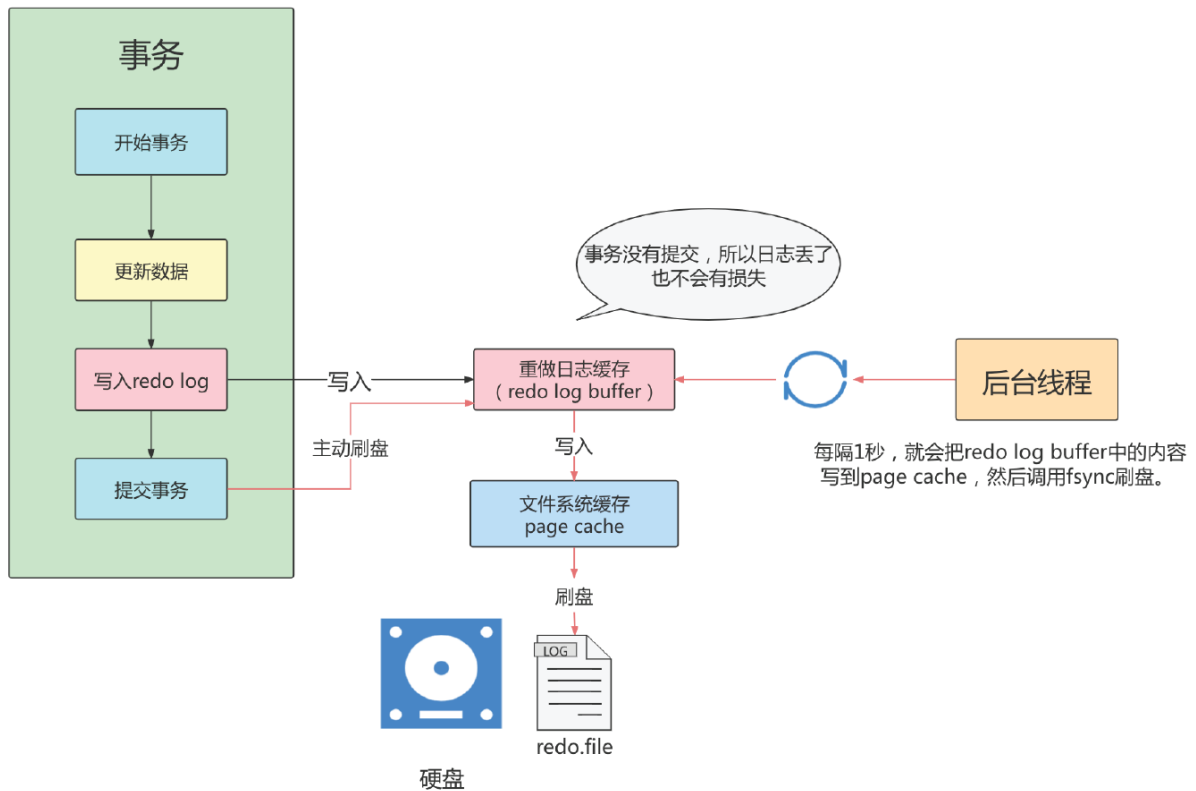 事务
开始事务
更新数据
写入redo log
提交事务
写入
主动刷盘
事务没有提交，所以日志丢了
也不会有损失
重做日志缓存
（redo log buffer）
写入
文件系统缓存
page cache
刷盘
LOG
redo.file
硬盘
后台线程
每隔1秒，就会把redo log buffer中的内容
写到page cache，然后调用fsync刷盘。